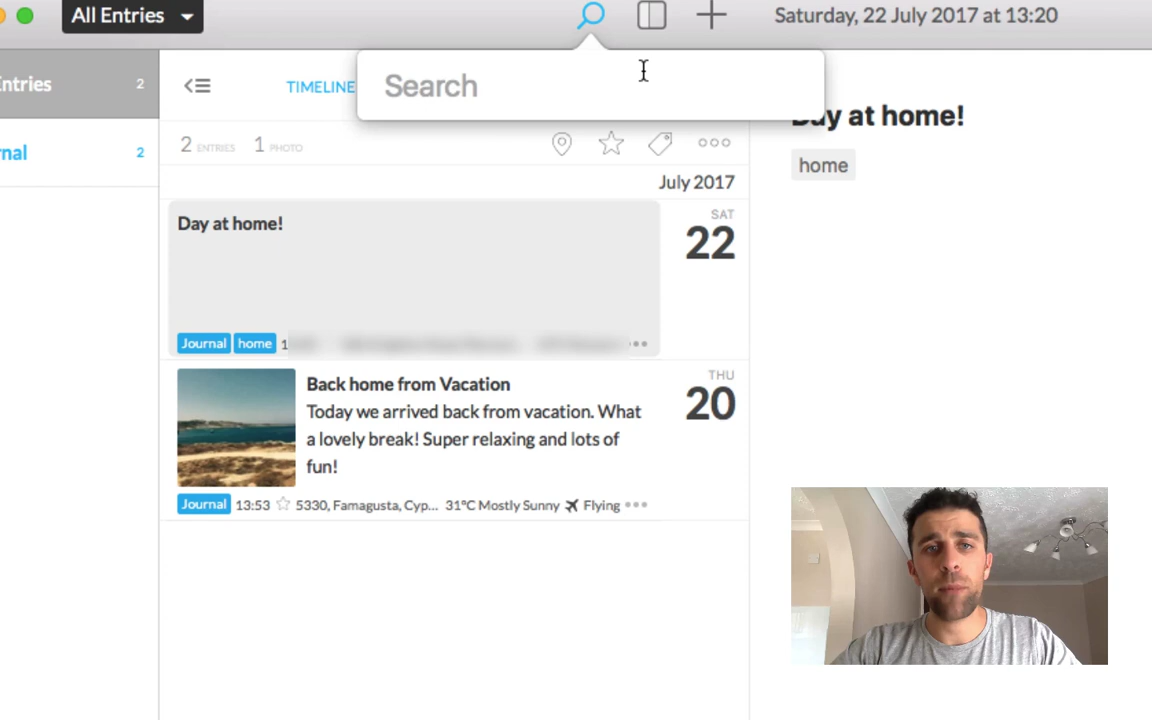 All Entries
Saturday, 22 July 2017 at 13:20
Entries
2
TIMELINE
Search
Day at home!
home
2 ENTRIES 1 PHOTO
rnal
2
July 2017
Day at home!
SAT
22
Journal home
Back home from Vacation
Today we arrived back from vacation. What
a lovely break! Super relaxing and lots of
fun!
THU
20
Journal 13:53 5330, Famagusta, Cyp... 31°C Mostly Sunny Flying